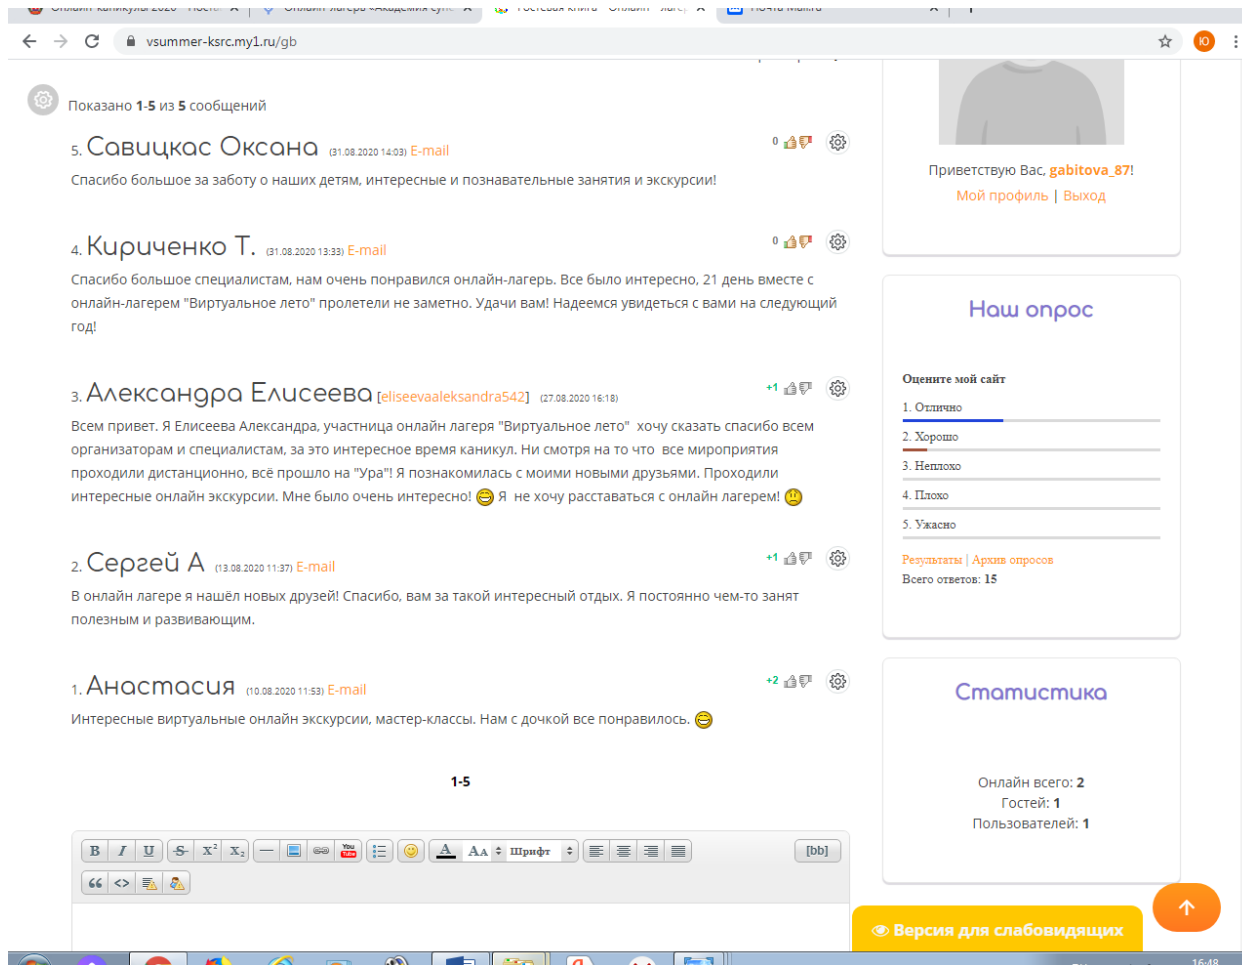 vsummer-ksrc.my1.ru/gb
Ю
Показано 1-5 из 5 сообщений
5. Савицкас Оксана (31.08.2020 14:03) E-mail
0
Спасибо большое за заботу о наших детям, интересные и познавательные занятия и экскурсии!
4. Кириченко Т. (31.08.2020 13:33) E-mail
0
Спасибо большое специалистам, нам очень понравился онлайн-лагерь. Все было интересно, 21 день вместе с
онлайн-лагерем "Виртуальное лето" пролетели не заметно. Удачи вам! Надеемся увидеться с вами на следующий
год!
3. Александра Елисеева [eliseevaaleksandra542] (27.08.2020 16:18)
+1
Всем привет. Я Елисеева Александра, участница онлайн лагеря "Виртуальное лето" хочу сказать спасибо всем
организаторам и специалистам, за это интересное время каникул. Ни смотря на то что все мироприятия
проходили дистанционно, всё прошло на "Ура"! Я познакомилась с моими новыми друзьями. Проходили
интересные онлайн экскурсии. Мне было очень интересно! Я не хочу расставаться с онлайн лагерем!
2. Сергей А (13.08.2020 11:37) E-mail
+1
В онлайн лагере я нашёл новых друзей! Спасибо, вам за такой интересный отдых. Я постоянно чем-то занят
полезным и развивающим.
1. Анастасия (10.08.2020 11:53) E-mail
+2
Интересные виртуальные онлайн экскурсии, мастер-классы. Нам с дочкой все понравилось.
1-5
B I U S X² X₂ You Tube A AA Шрифт [bb]
Приветствую Вас, gabitova_87!
Мой профиль | Выход
Наш опрос
Оцените мой сайт
1. Отлично
2. Хорошо
3. Неплохо
4. Плохо
5. Ужасно
Результаты | Архив опросов
Всего ответов: 15
Статистика
Онлайн всего: 2
Гостей: 1
Пользователей: 1
Версия для слабовидящих
16:48